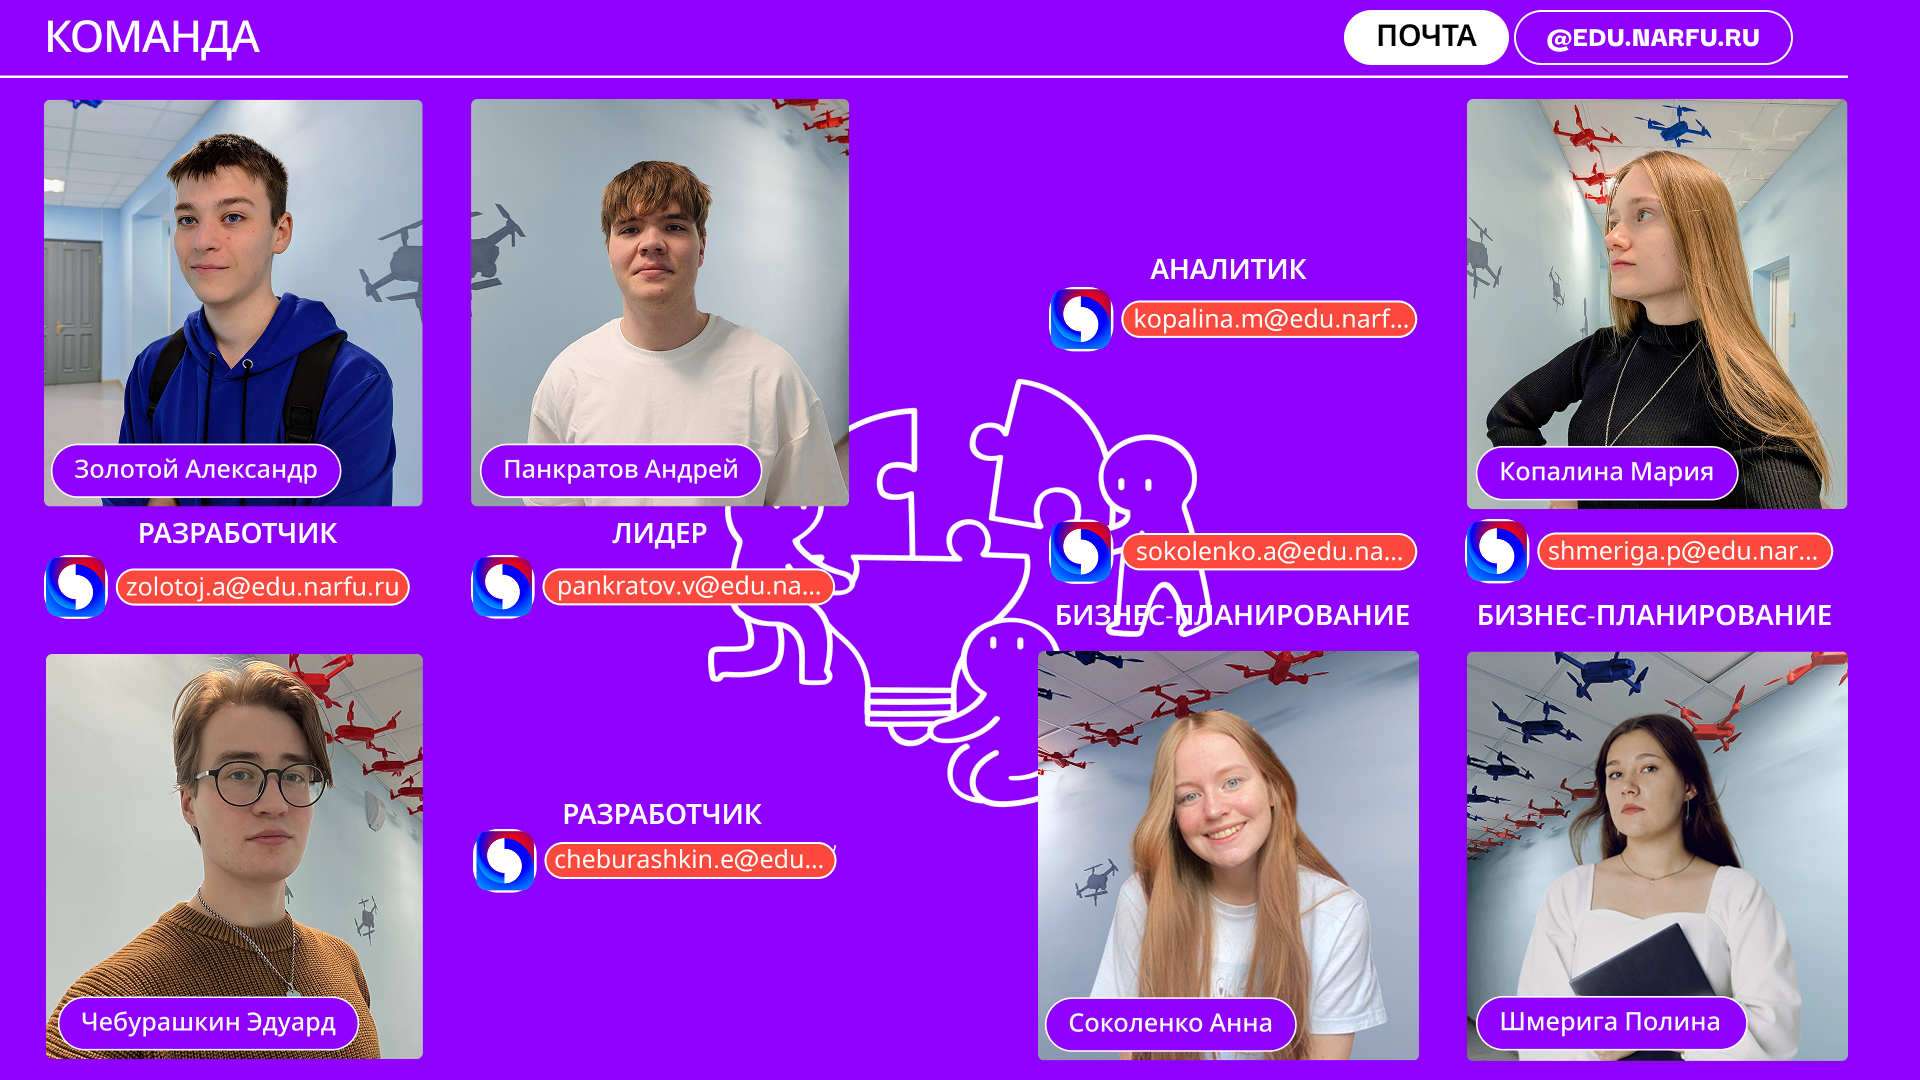 КОМАНДА
ПОЧТА
@EDU.NARFU.RU
Золотой Александр
РАЗРАБОТЧИК
zolotoj.a@edu.narfu.ru
Панкратов Андрей
ЛИДЕР
pankratov.v@edu.na...
АНАЛИТИК
kopalina.m@edu.narf...
Копалина Мария
sokolenko.a@edu.na...
БИЗНЕС-ПЛАНИРОВАНИЕ
shmeriga.p@edu.nar...
БИЗНЕС-ПЛАНИРОВАНИЕ
Чебурашкин Эдуард
РАЗРАБОТЧИК
cheburashkin.e@edu...
Соколенко Анна
Шмерига Полина